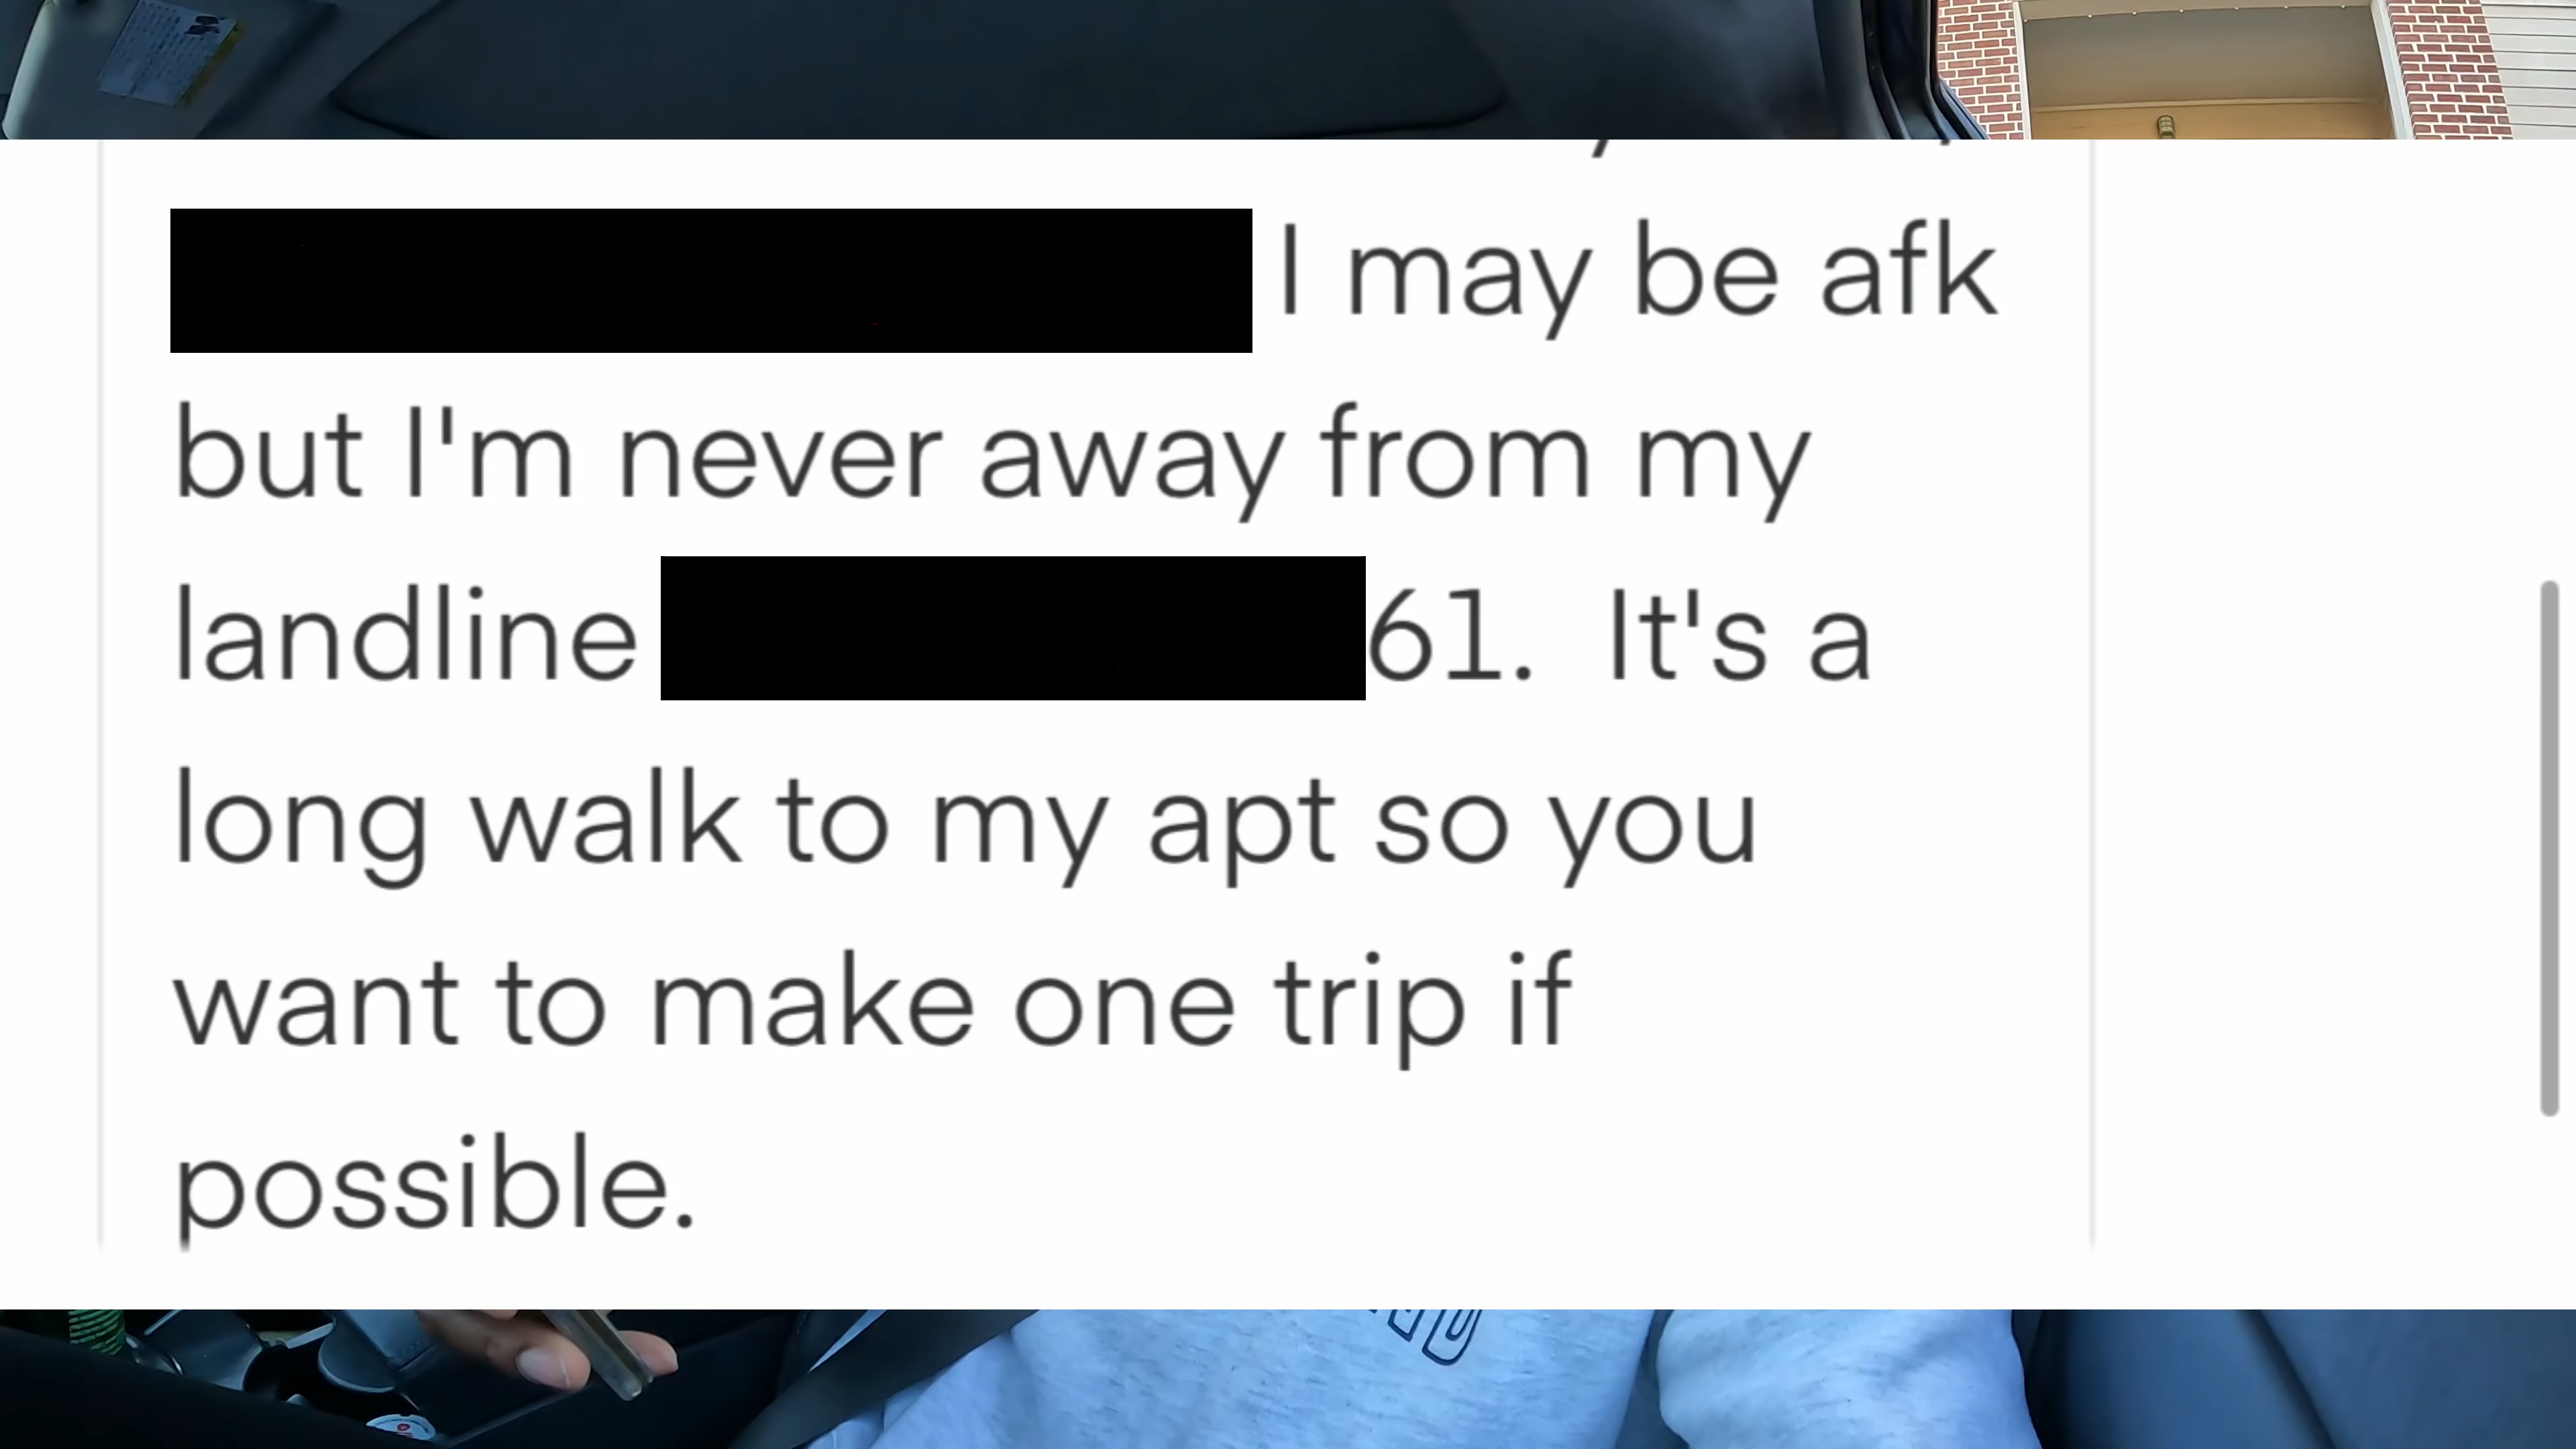 I may be afk
but I'm never away from my
landline 61. It's a
long walk to my apt so you
want to make one trip if
possible.